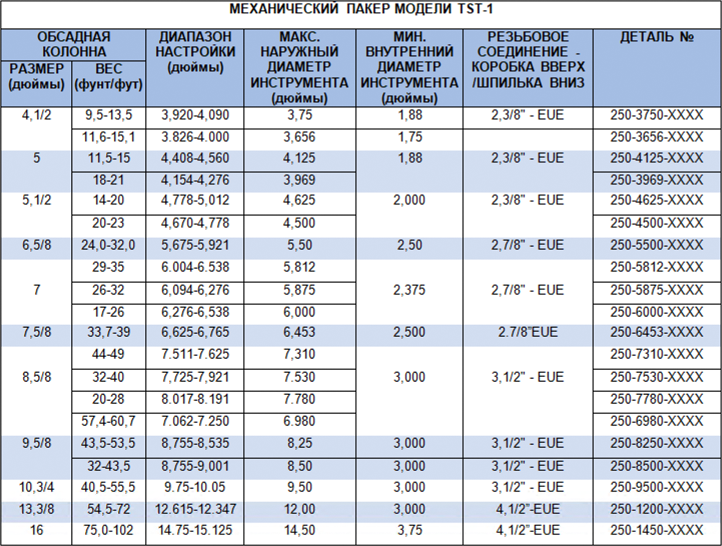 МЕХАНИЧЕСКИЙ ПАКЕР МОДЕЛИ TST-1
ОБСАДНАЯ КОЛОННА
РАЗМЕР (дюймы)
ВЕС (фунт/фут)
ДИАПАЗОН НАСТРОЙКИ (дюймы)
МАКС. НАРУЖНЫЙ ДИАМЕТР ИНСТРУМЕНТА (дюймы)
МИН. ВНУТРЕННИЙ ДИАМЕТР ИНСТРУМЕНТА (дюймы)
РЕЗЬБОВОЕ СОЕДИНЕНИЕ - КОРОБКА ВВЕРХ /ШПИЛЬКА ВНИЗ
ДЕТАЛЬ №
4,1/2 9,5-13,5 3,920-4,090 3,75 1,88 2,3/8" - EUE 250-3750-XXXX
11,6-15,1 3.826-4.000 3,656 1,75 250-3656-XXXX
5 11,5-15 4,408-4,560 4,125 1,88 2,3/8" - EUE 250-4125-XXXX
18-21 4,154-4,276 3,969 250-3969-XXXX
5,1/2 14-20 4,778-5,012 4,625 2,000 2,3/8" - EUE 250-4625-XXXX
20-23 4,670-4,778 4,500 250-4500-XXXX
6,5/8 24,0-32,0 5,675-5,921 5,50 2,50 2,7/8" - EUE 250-5500-XXXX
29-35 6.004-6.538 5,812 250-5812-XXXX
7 26-32 6,094-6,276 5,875 2,375 2,7/8" - EUE 250-5875-XXXX
17-26 6,276-6,538 6,000 250-6000-XXXX
7,5/8 33,7-39 6,625-6,765 6,453 2,500 2.7/8"EUE 250-6453-XXXX
44-49 7.511-7.625 7,310 250-7310-XXXX
8,5/8 32-40 7,725-7,921 7.530 3,000 3,1/2" - EUE 250-7530-XXXX
20-28 8.017-8.191 7.780 250-7780-XXXX
57,4-60,7 7.062-7.250 6.980 250-6980-XXXX
9,5/8 43,5-53,5 8,755-8,535 8,25 3,000 3,1/2" - EUE 250-8250-XXXX
32-43,5 8,755-9,001 8,50 3,000 3,1/2" - EUE 250-8500-XXXX
10,3/4 40,5-55,5 9.75-10.05 9,50 3,000 3,1/2" - EUE 250-9500-XXXX
13,3/8 54,5-72 12.615-12.347 12,00 3,000 4,1/2"-EUE 250-1200-XXXX
16 75,0-102 14.75-15.125 14,50 3,75 4,1/2"-EUE 250-1450-XXXX